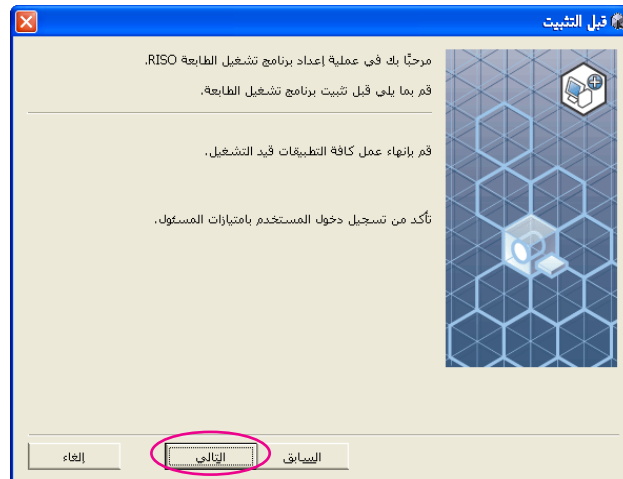 قبل التثبيت
مرحبًا بك في عملية إعداد برنامج تشغيل الطابعة RISO.
قم بما يلي قبل تثبيت برنامج تشغيل الطابعة.
قم بإنهاء عمل كافة التطبيقات قيد التشغيل.
تأكد من تسجيل دخول المستخدم بامتيازات المسئول.
السابق
التالي
إلغاء